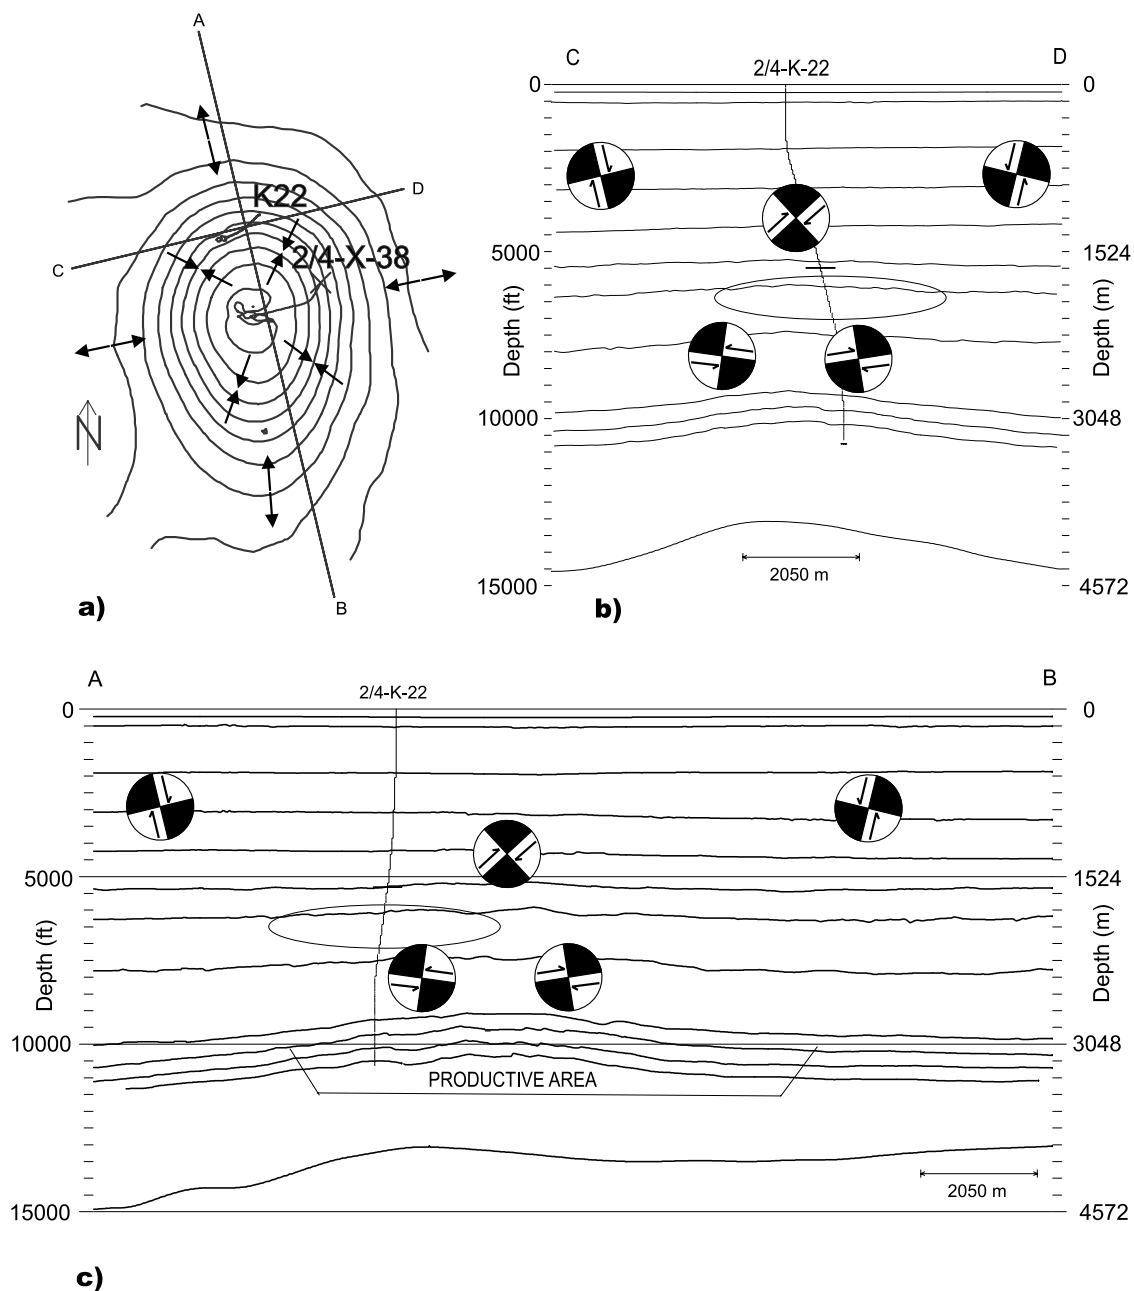 A
K22
D
2/4-X-38
C
N
B
a)
C
D
2/4-K-22
0
0
5000
1524
Depth (ft)
Depth (m)
10000
3048
2050 m
15000
4572
b)
A
B
2/4-K-22
0
0
5000
1524
Depth (ft)
Depth (m)
10000
3048
PRODUCTIVE AREA
2050 m
15000
4572
c)